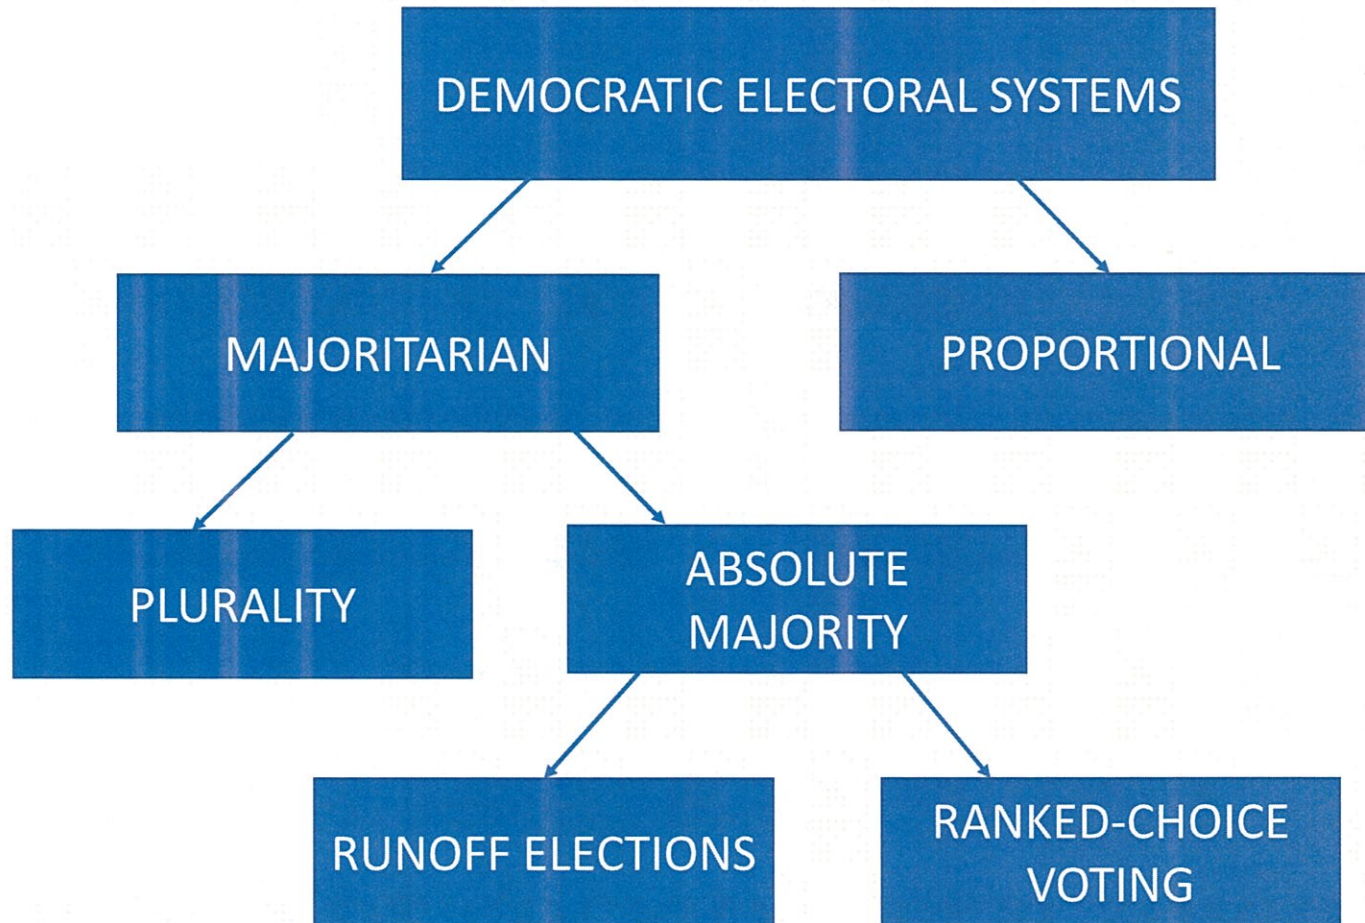 DEMOCRATIC ELECTORAL SYSTEMS
MAJORITARIAN
PROPORTIONAL
PLURALITY
ABSOLUTE
MAJORITY
RUNOFF ELECTIONS
RANKED-CHOICE
VOTING